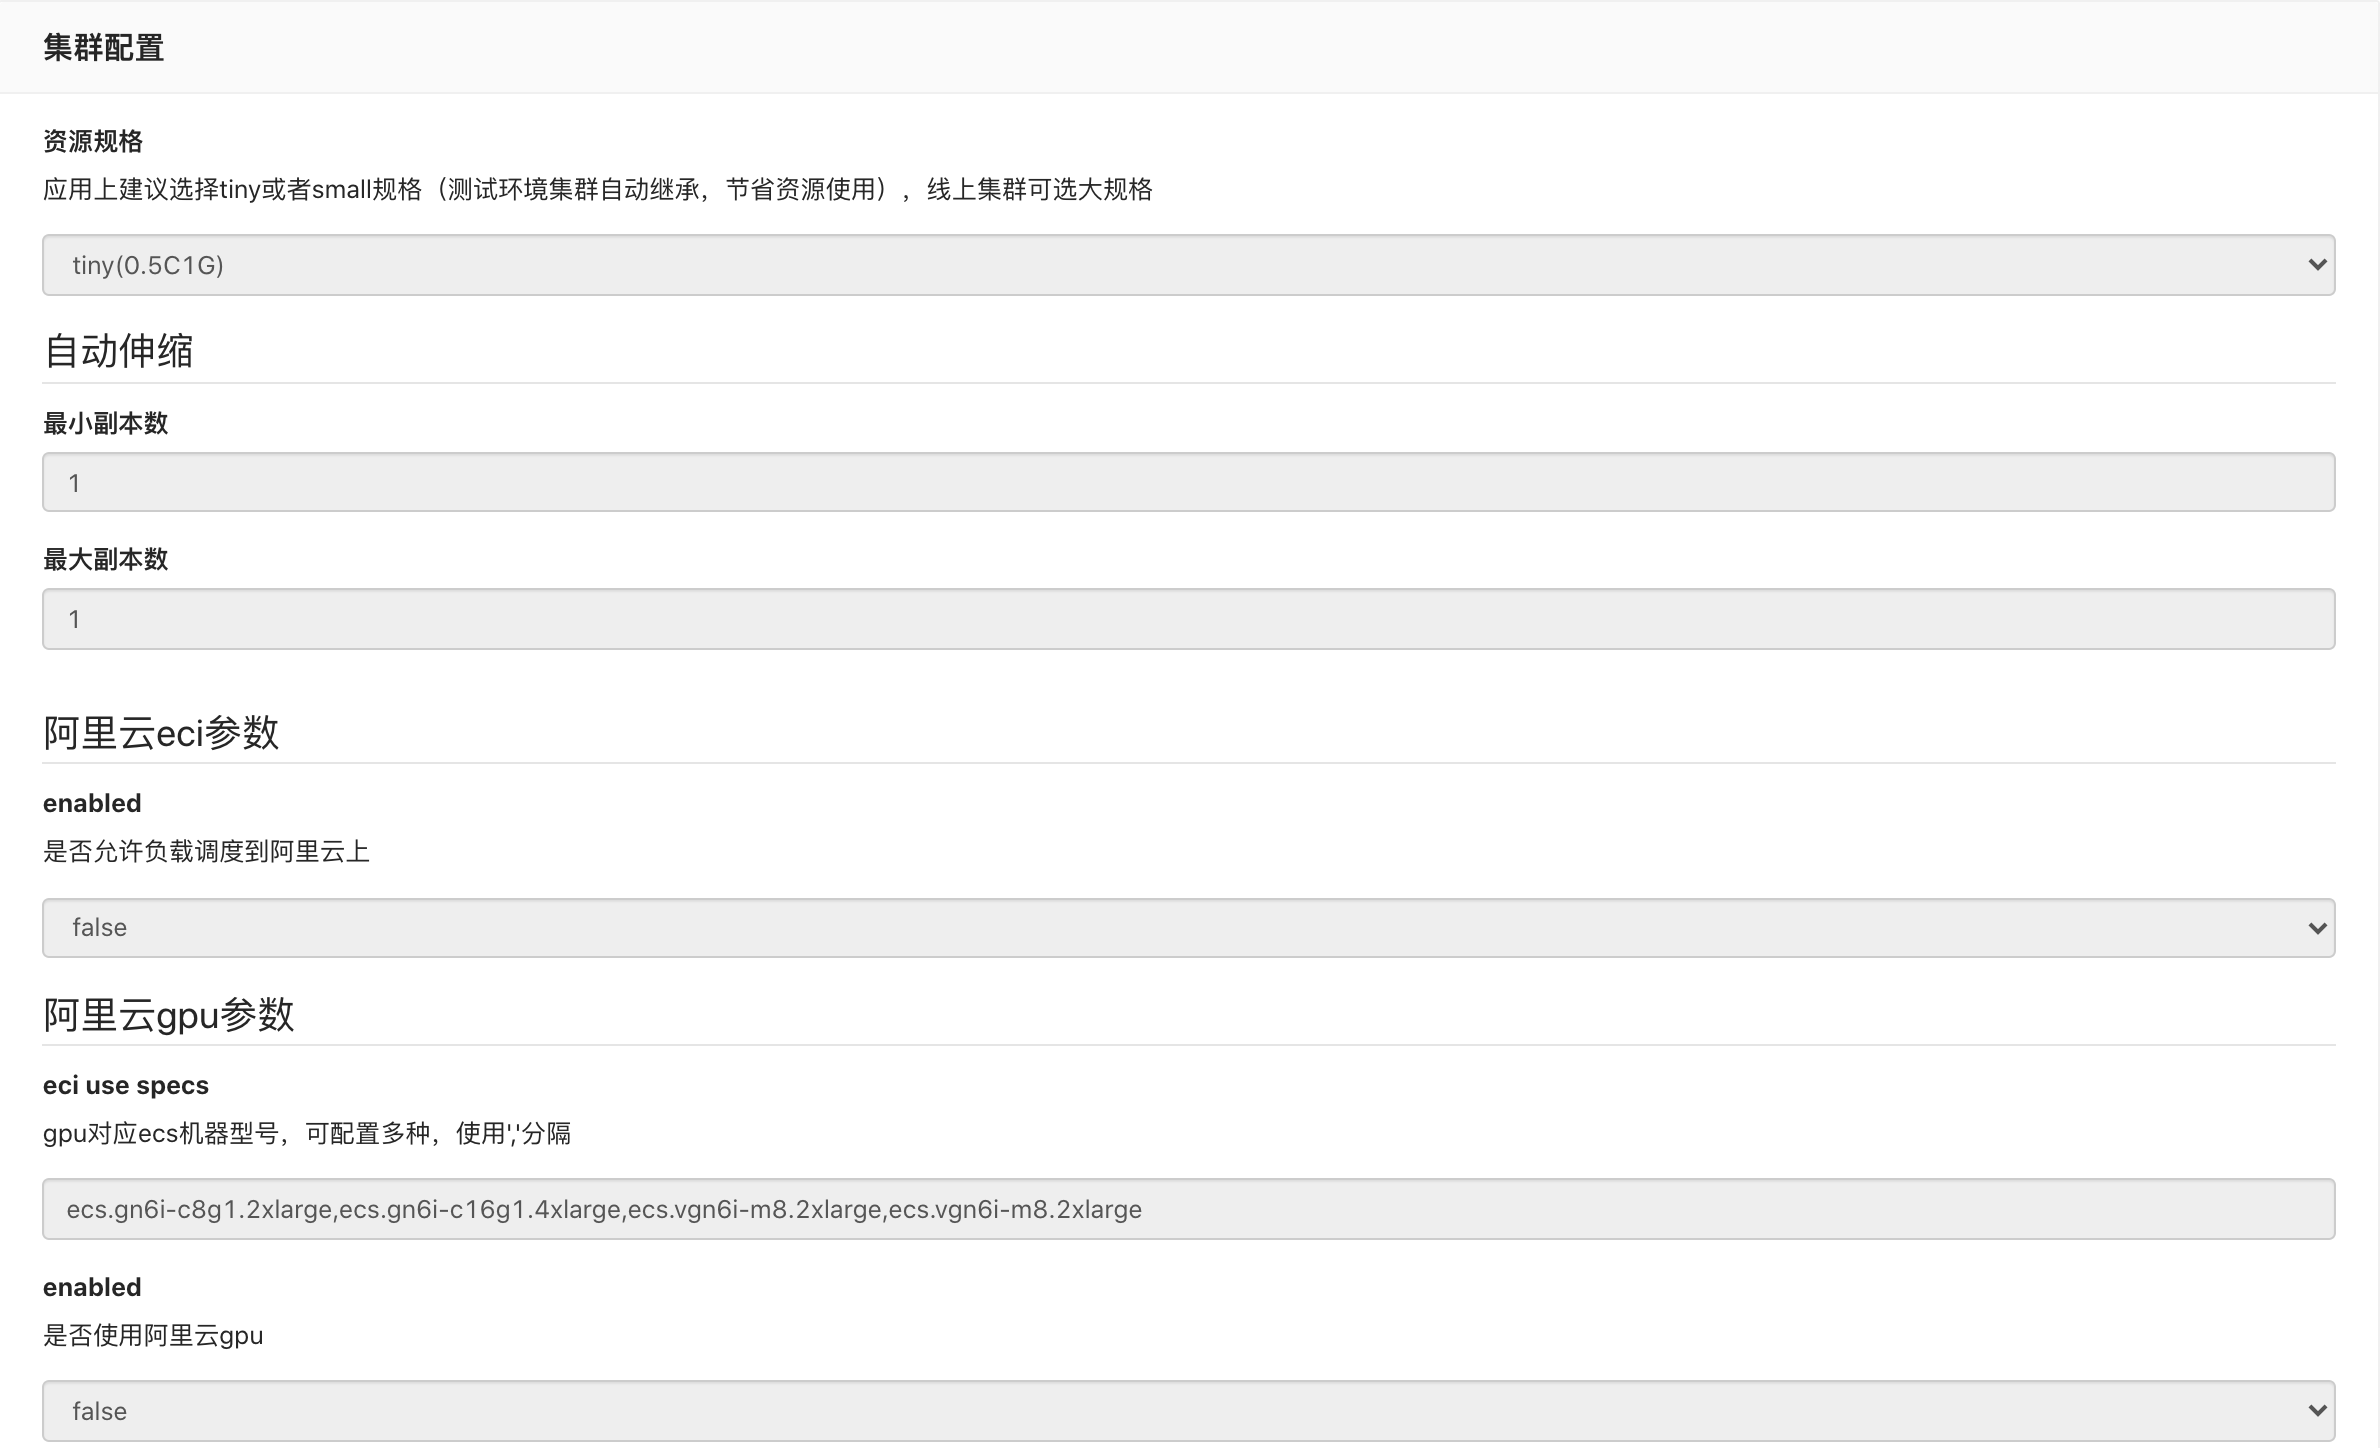 集群配置
资源规格
应用上建议选择tiny或者small规格（测试环境集群自动继承，节省资源使用），线上集群可选大规格
tiny(0.5C1G)
自动伸缩
最小副本数
1
最大副本数
1
阿里云eci参数
enabled
是否允许负载调度到阿里云上
false
阿里云gpu参数
eci use specs
gpu对应ecs机器型号，可配置多种，使用','分隔
ecs.gn6i-c8g1.2xlarge,ecs.gn6i-c16g1.4xlarge,ecs.vgn6i-m8.2xlarge,ecs.vgn6i-m8.2xlarge
enabled
是否使用阿里云gpu
false